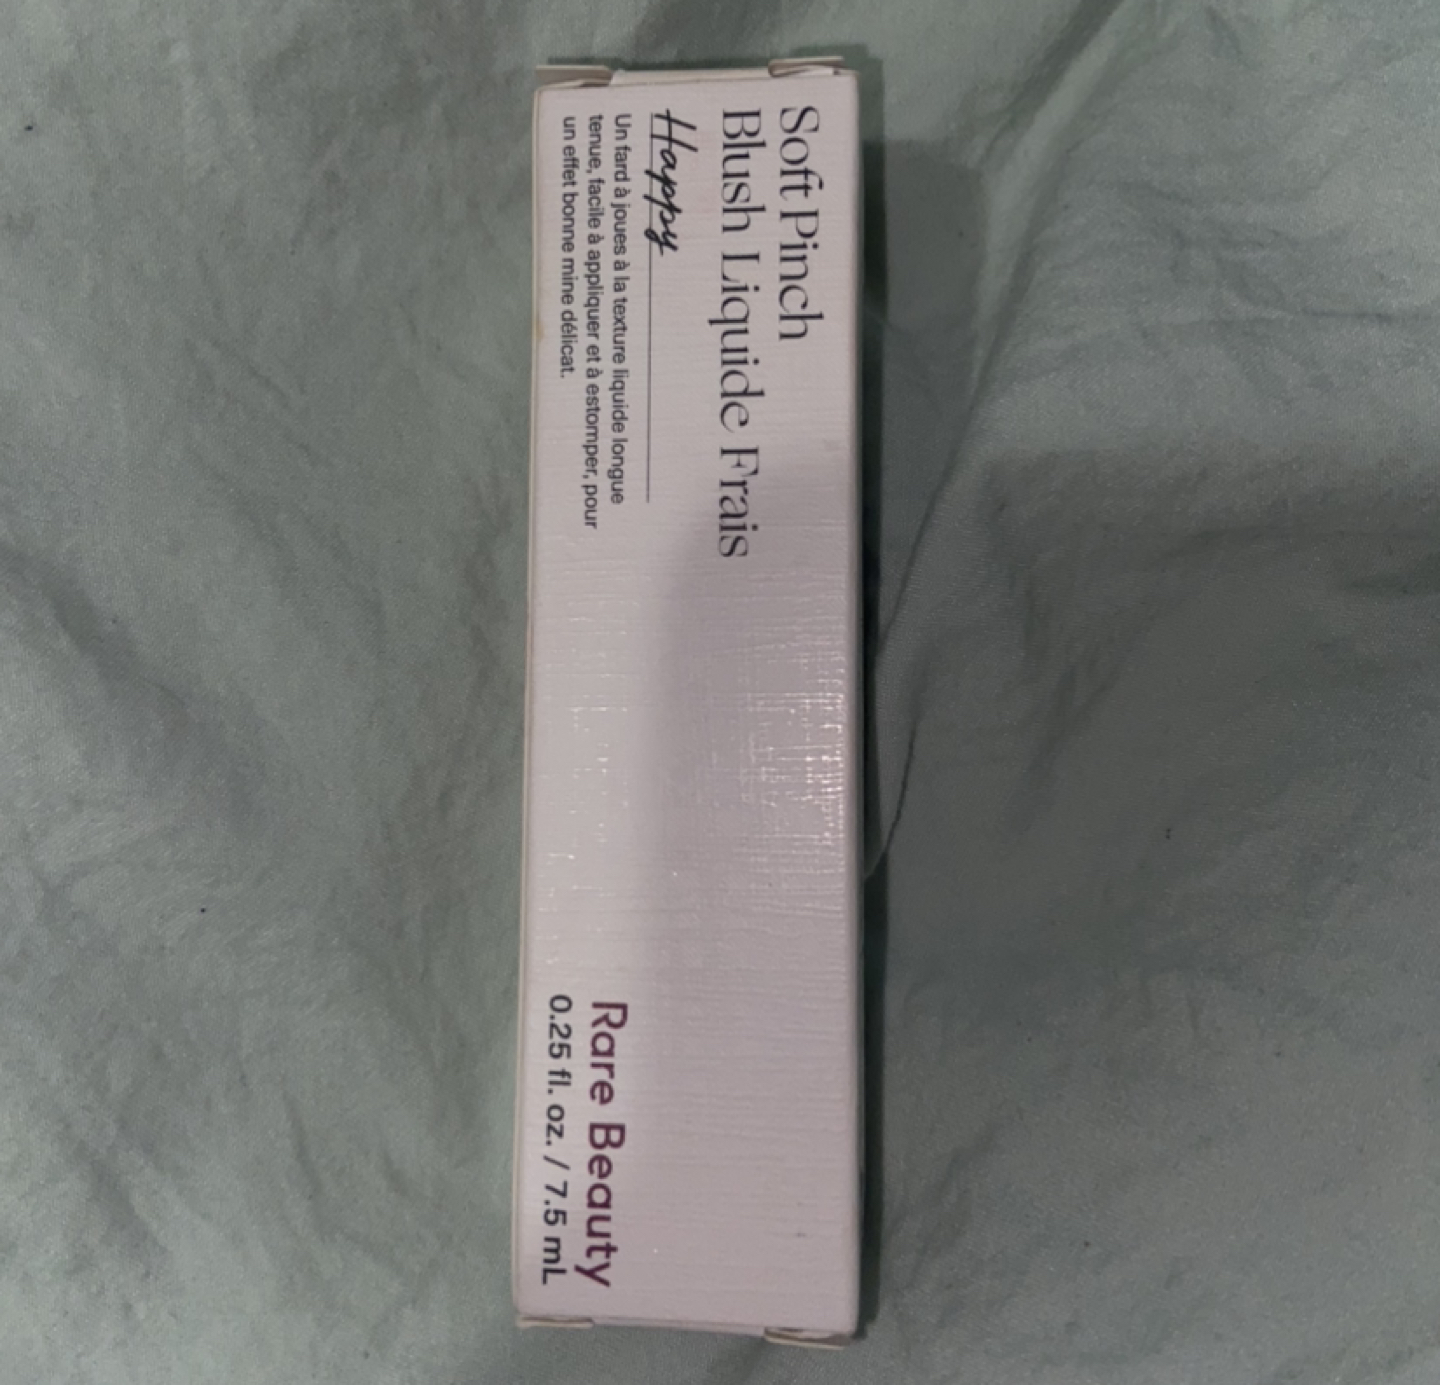 Soft Pinch
Blush Liquide Frais
Happy
Un fard à joues à la texture liquide longue
tenue, facile à appliquer et à estomper, pour
un effet bonne mine délicat.
Rare Beauty
0.25 fl. oz. / 7.5 mL